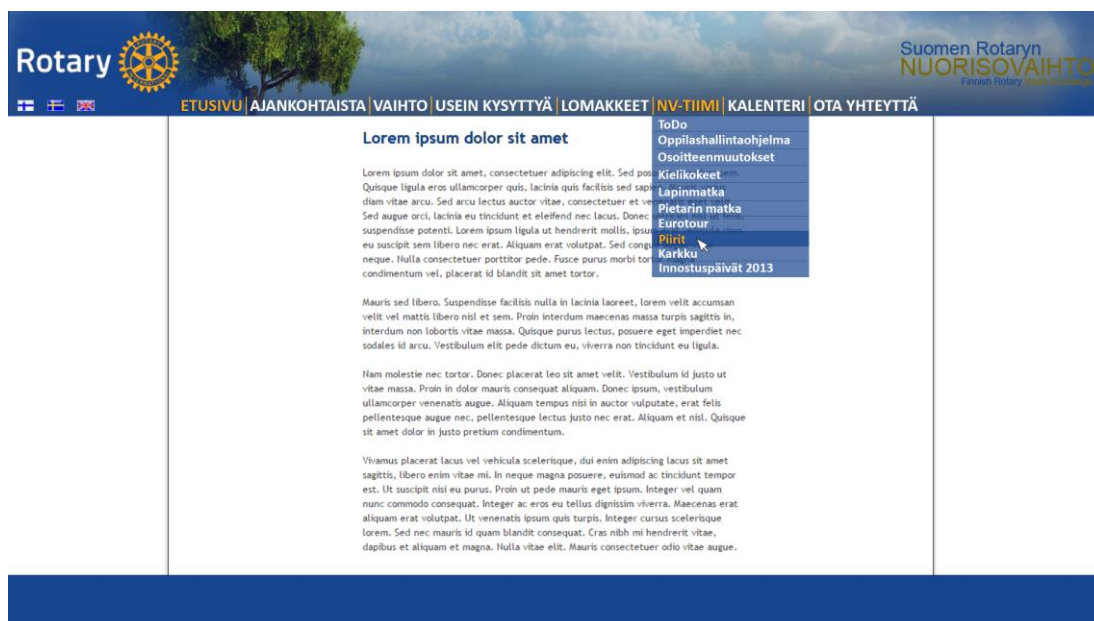 Rotary
Suomen Rotaryn
NUORISOVAIHTO
Finnish Rotary
ETUSIVU AJANKOHTAISTA VAIHTO USEIN KYSYTTYÄ LOMAKKEET NV-TIIMI KALENTERI OTA YHTEYTTÄ
ToDo
Oppilashallintaohjelma
Osoitteenmuutokset
Kielikokeet
Lapinmatka
Pietarin matka
Eurotour
Piirit
Karkku
Innostuspäivät 2013
Lorem ipsum dolor sit amet
Lorem ipsum dolor sit amet, consectetuer adipiscing elit. Sed
Quisque ligula eros ullamcorper quis, lacinia quis facilisis sed
diam vitae arcu. Sed arcu lectus auctor vitae, consectetuer et
Sed augue orci, lacinia eu tincidunt et eleifend nec lacus. Donec
suspendisse potenti. Lorem ipsum ligula ut hendrerit mollis,
eu suscipit sem libero nec erat. Aliquam erat volutpat. Sed
neque. Nulla consectetuer porttitor pede. Fusce purus morbi
condimentum vel, placerat id blandit sit amet tortor.
Mauris sed libero. Suspendisse facilisis nulla in lacinia laoreet, lorem velit accumsan
velit vel mattis libero nisl et sem. Proin interdum maecenas massa turpis sagittis in,
interdum non lobortis vitae massa. Quisque purus lectus, posuere eget imperdiet nec
sodales id arcu. Vestibulum elit pede dictum eu, viverra non tincidunt eu ligula.
Nam molestie nec tortor. Donec placerat leo sit amet velit. Vestibulum id justo ut
vitae massa. Proin in dolor mauris consequat aliquam. Donec ipsum, vestibulum
ullamcorper venenatis augue. Aliquam tempus nisi in auctor vulputate, erat felis
pellentesque augue nec, pellentesque lectus justo nec erat. Aliquam et nisl. Quisque
sit amet dolor in justo pretium condimentum.
Vivamus placerat lacus vel vehicula scelerisque, dui enim adipiscing lacus sit amet
sagittis, libero enim vitae mi. In neque magna posuere, euismod ac tincidunt tempor
est. Ut suscipit nisi eu purus. Proin ut pede mauris eget ipsum. Integer vel quam
nunc commodo consequat. Integer ac eros eu tellus dignissim viverra. Maecenas erat
aliquam erat volutpat. Ut venenatis ipsum quis turpis. Integer cursus scelerisque
lorem. Sed nec mauris id quam blandit consequat. Cras nibh mi hendrerit vitae,
dapibus et aliquam et magna. Nulla vitae elit. Mauris consectetuer odio vitae augue.